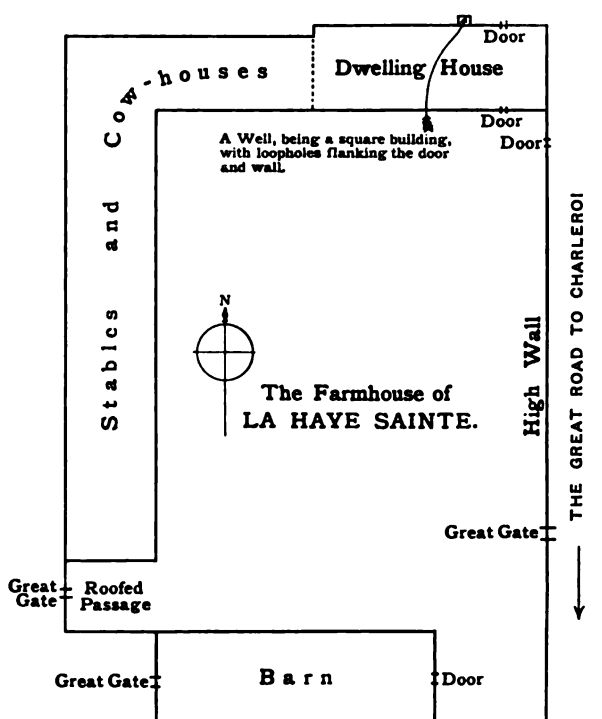 Door
Dwelling House
Cow-houses
Door
A Well, being a square building,
with loopholes flanking the door
and wall.
Door
Stables and
N
The Farmhouse of
LA HAYE SAINTE.
High Wall
THE GREAT ROAD TO CHARLEROI
Great Gate
Great
Gate
Roofed
Passage
Great Gate
Barn
Door